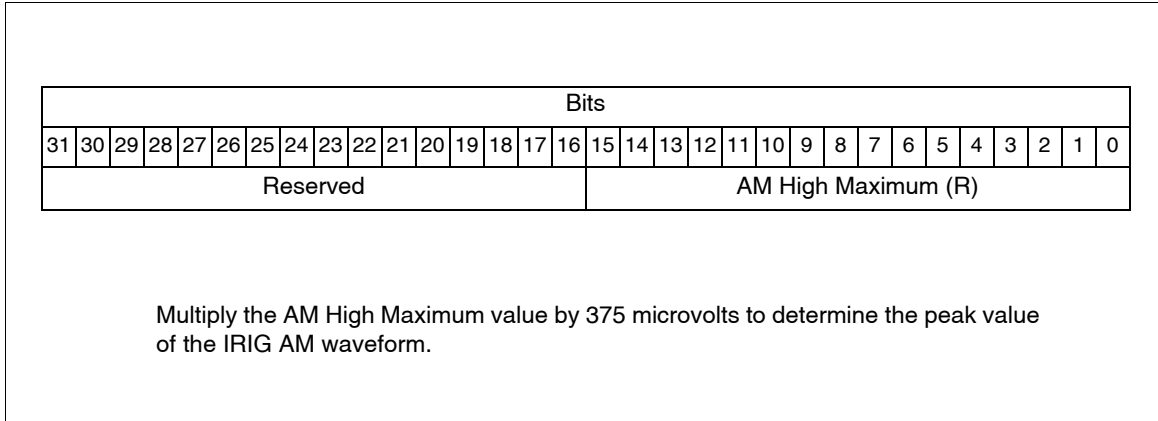 Bits
31 30 29 28 27 26 25 24 23 22 21 20 19 18 17 16 15 14 13 12 11 10 9 8 7 6 5 4 3 2 1 0
Reserved AM High Maximum (R)
Multiply the AM High Maximum value by 375 microvolts to determine the peak value
of the IRIG AM waveform.